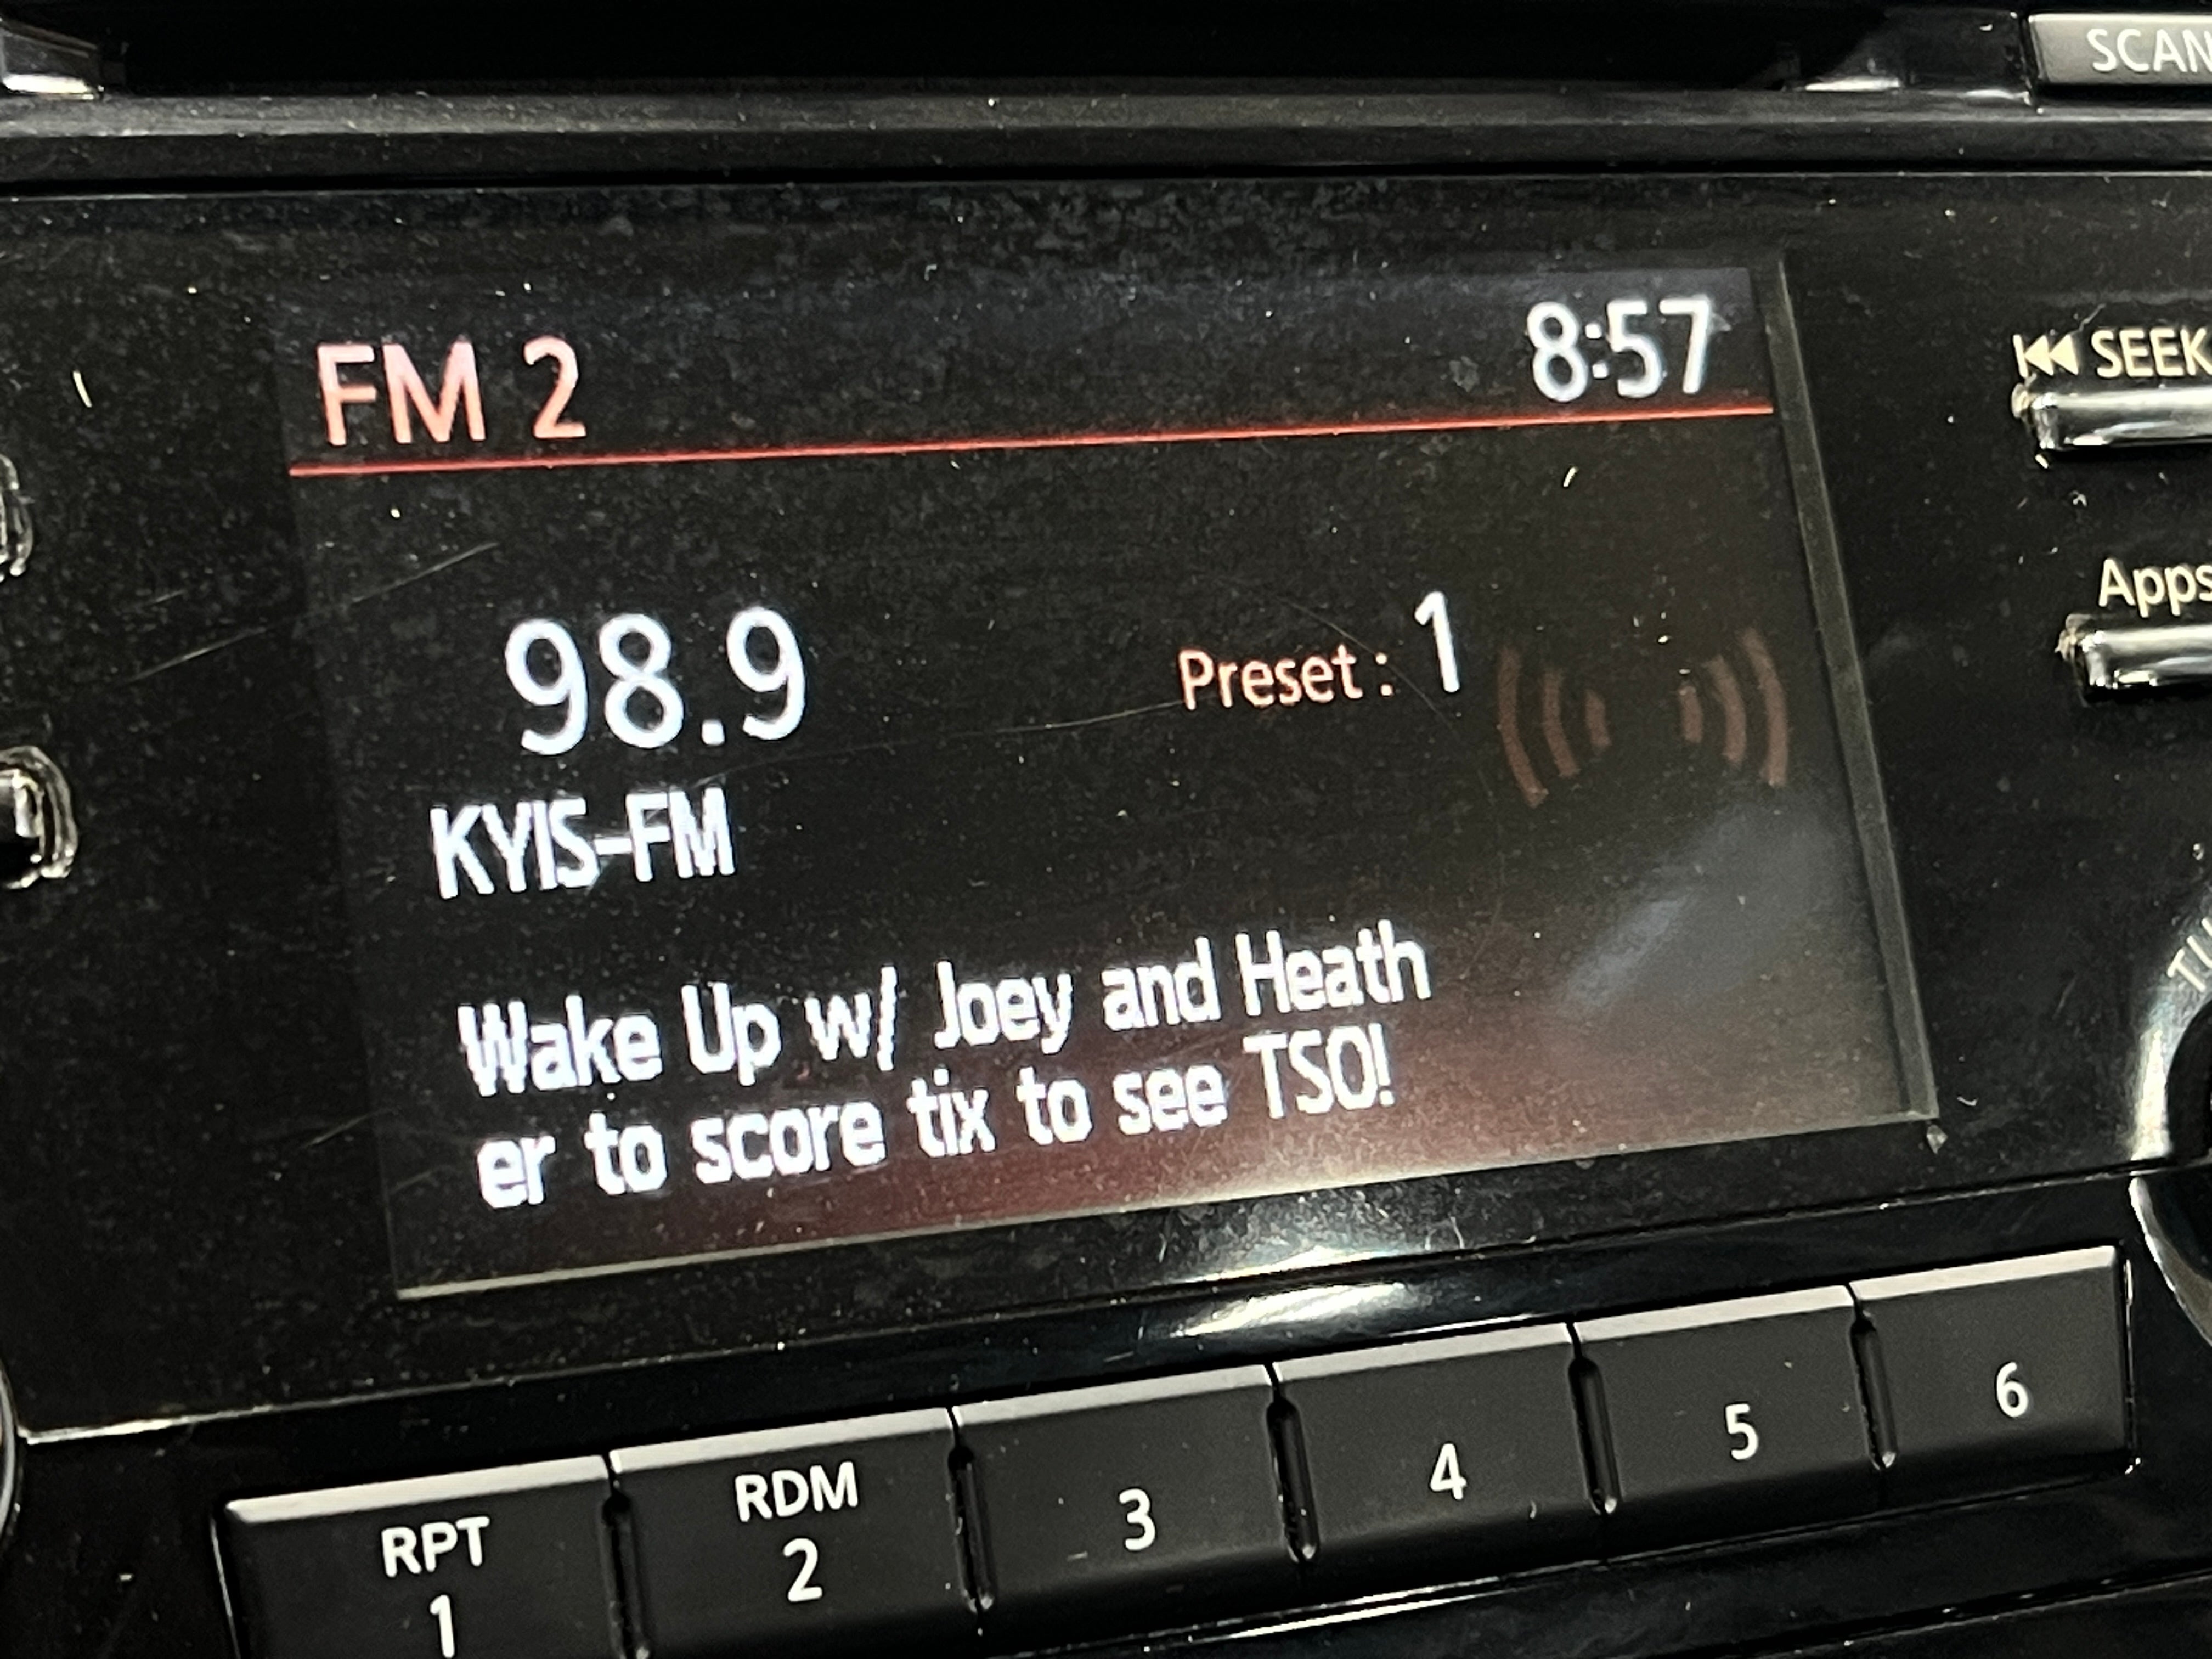 SCAN
FM 2
8:57
SEEK
98.9
Preset : 1
Apps
KYIS-FM
Wake Up w/ Joey and Heath
er to score tix to see TSO!
RPT
1
RDM
2
3
4
5
6